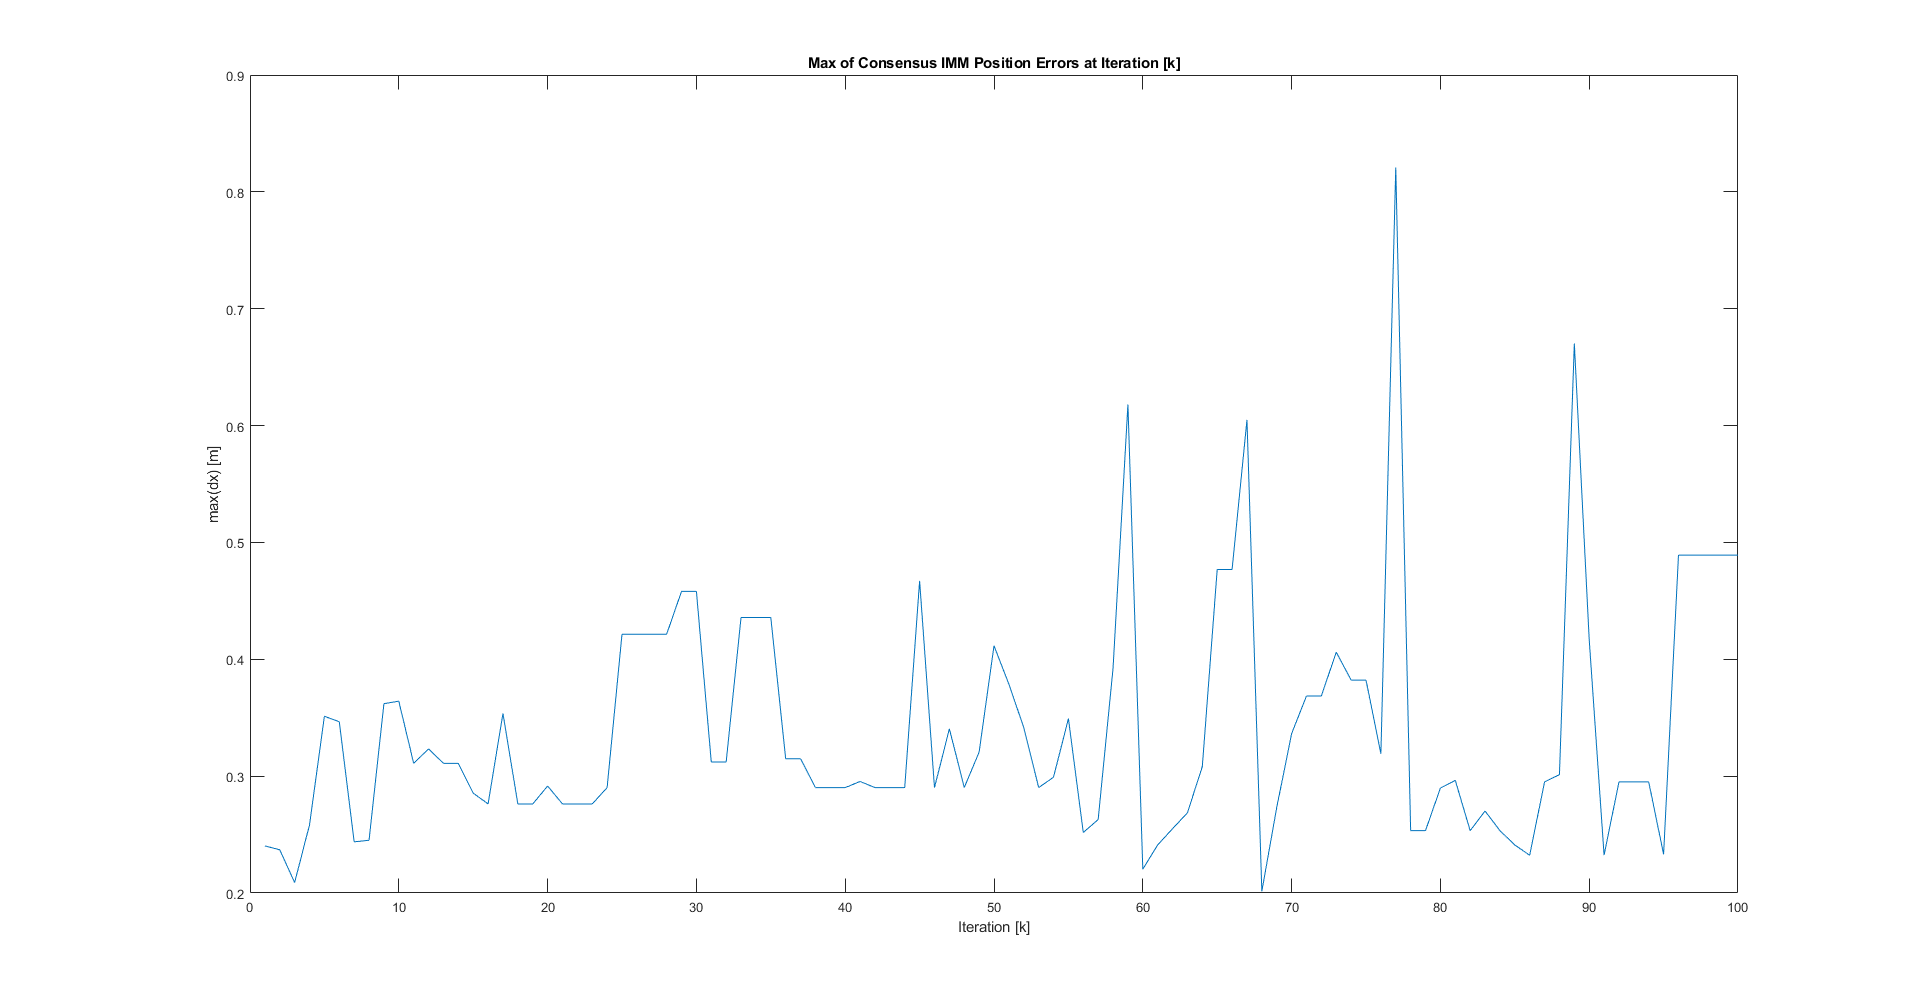 Max of Consensus IMM Position Errors at Iteration [k]
0.9
0.8
0.7
0.6
0.5
0.4
0.3
0.2
max(dx) [m]
0 10 20 30 40 50 60 70 80 90 100
Iteration [k]